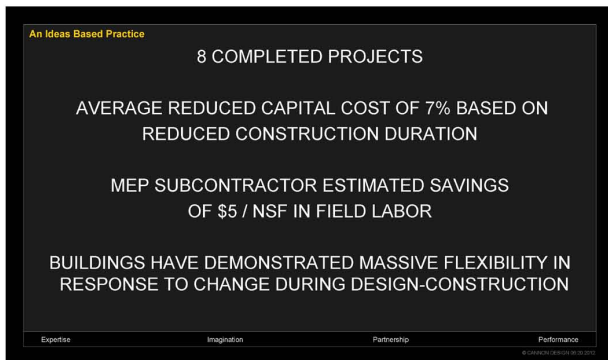 An Ideas Based Practice
8 COMPLETED PROJECTS
AVERAGE REDUCED CAPITAL COST OF 7% BASED ON
REDUCED CONSTRUCTION DURATION
MEP SUBCONTRACTOR ESTIMATED SAVINGS
OF $5 / NSF IN FIELD LABOR
BUILDINGS HAVE DEMONSTRATED MASSIVE FLEXIBILITY IN
RESPONSE TO CHANGE DURING DESIGN-CONSTRUCTION
Expertise Imagination Partnership Performance
© CANNON DESIGN